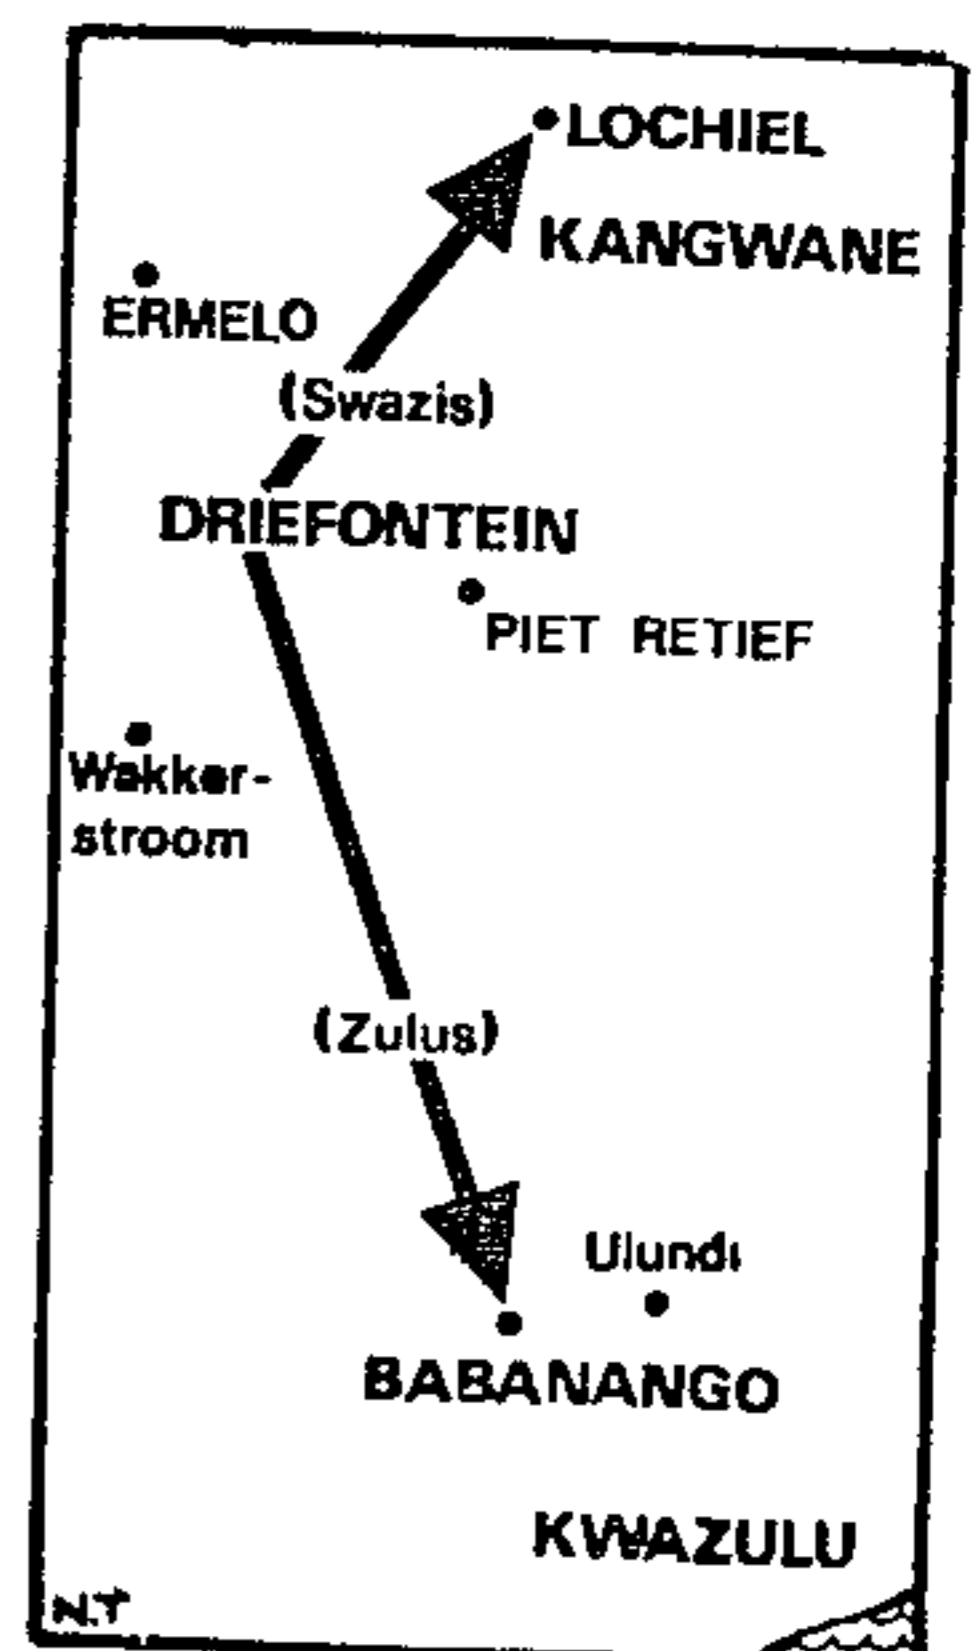 LOCHIEL
KANGWANE
ERMELO
(Swazis)
DRIEFONTEIN
PIET RETIEF
Wakker-
stroom
(Zulus)
Ulundi
BABANANGO
KWAZULU
N.T